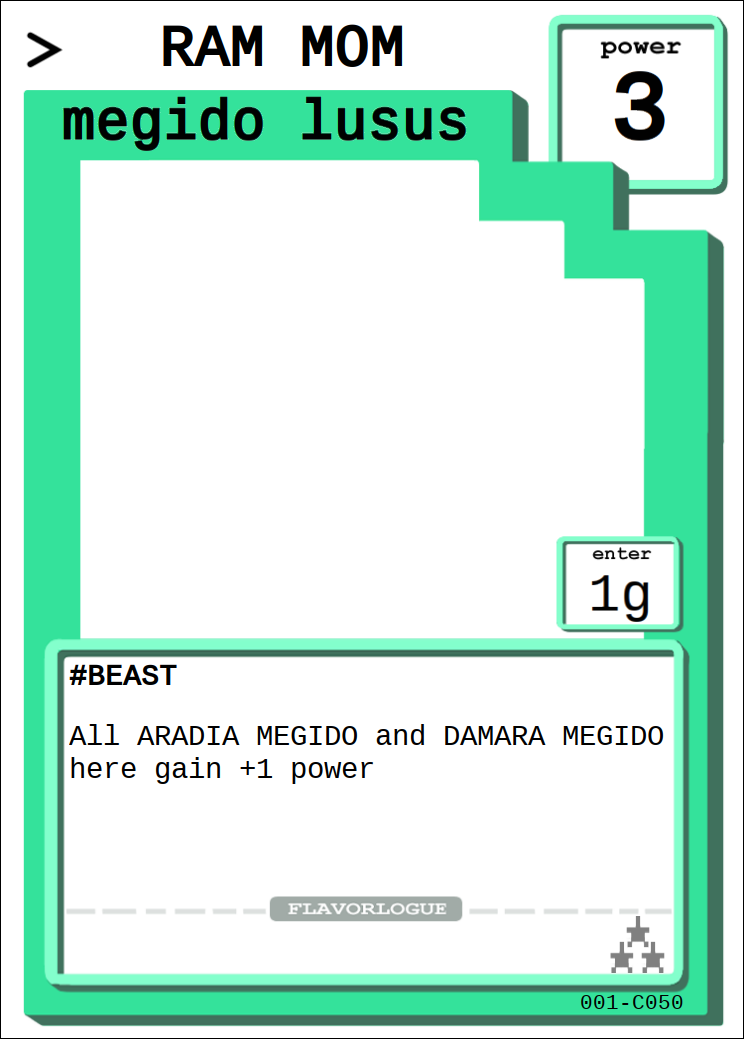 > RAM MOM
power
3
megido lusus
enter
1g
#BEAST
All ARADIA MEGIDO and DAMARA MEGIDO
here gain +1 power
FLAVORLOGUE
001-C050